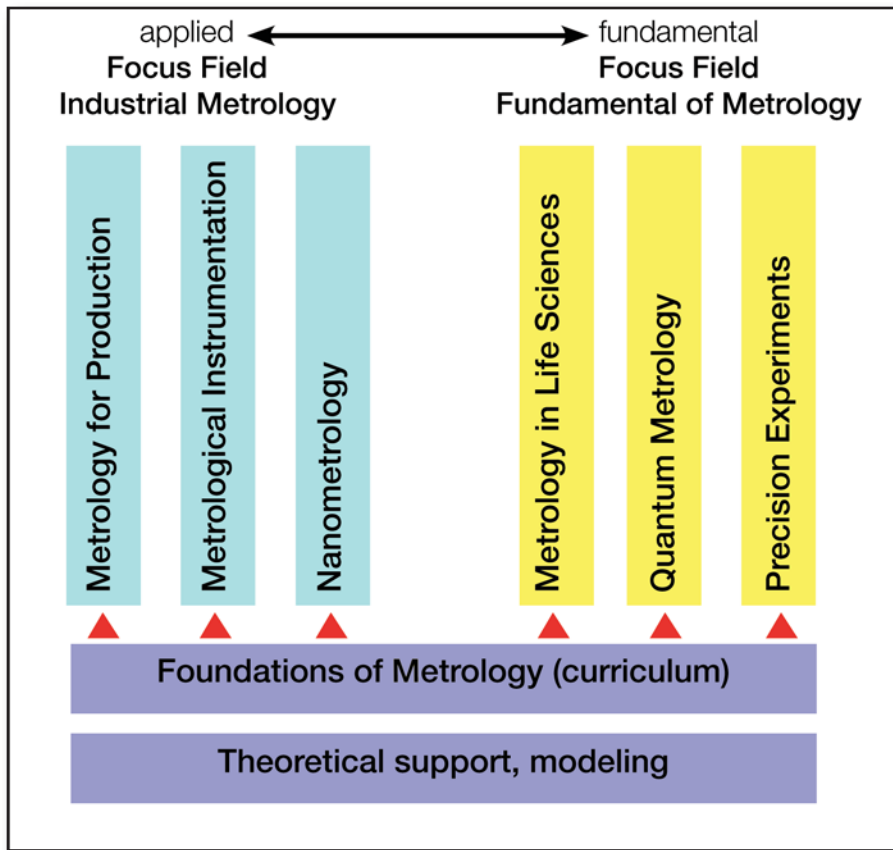 applied
fundamental
Focus Field
Industrial Metrology
Focus Field
Fundamental of Metrology
Metrology for Production
Metrological Instrumentation
Nanometrology
Metrology in Life Sciences
Quantum Metrology
Precision Experiments
Foundations of Metrology (curriculum)
Theoretical support, modeling